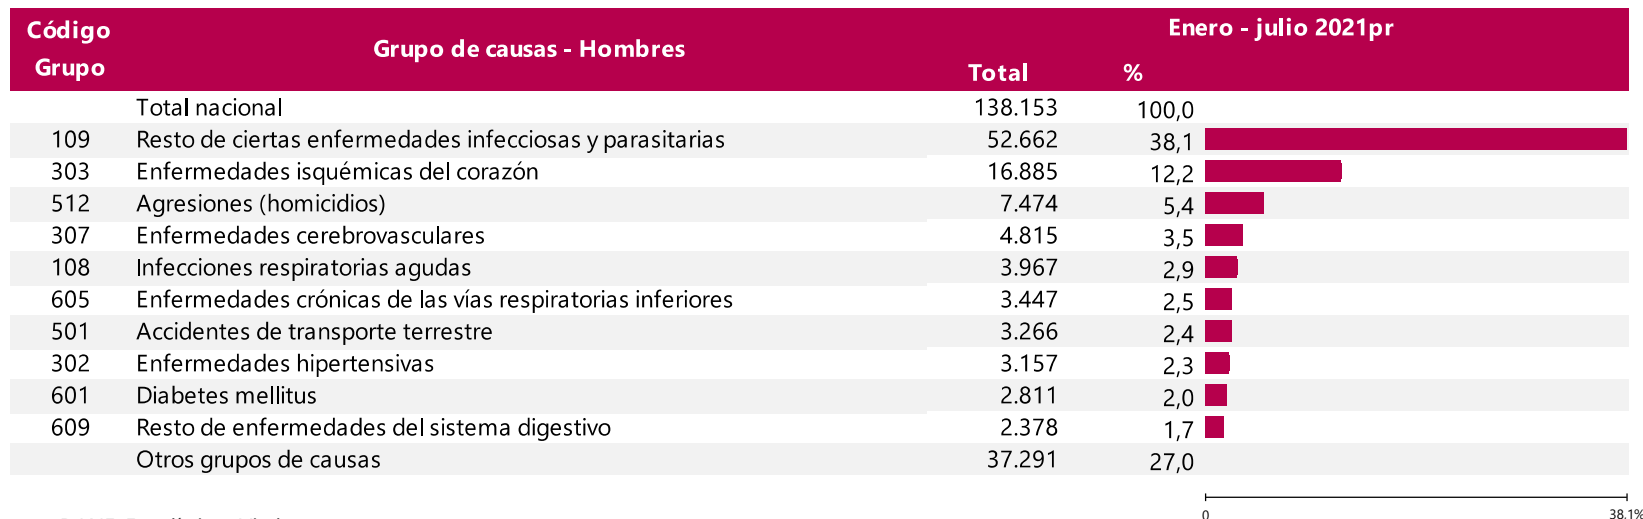 Código Grupo Grupo de causas - Hombres Enero - julio 2021pr
Total %
Total nacional 138.153 100,0
109 Resto de ciertas enfermedades infecciosas y parasitarias 52.662 38,1
303 Enfermedades isquémicas del corazón 16.885 12,2
512 Agresiones (homicidios) 7.474 5,4
307 Enfermedades cerebrovasculares 4.815 3,5
108 Infecciones respiratorias agudas 3.967 2,9
605 Enfermedades crónicas de las vías respiratorias inferiores 3.447 2,5
501 Accidentes de transporte terrestre 3.266 2,4
302 Enfermedades hipertensivas 3.157 2,3
601 Diabetes mellitus 2.811 2,0
609 Resto de enfermedades del sistema digestivo 2.378 1,7
Otros grupos de causas 37.291 27,0
0 38,1%